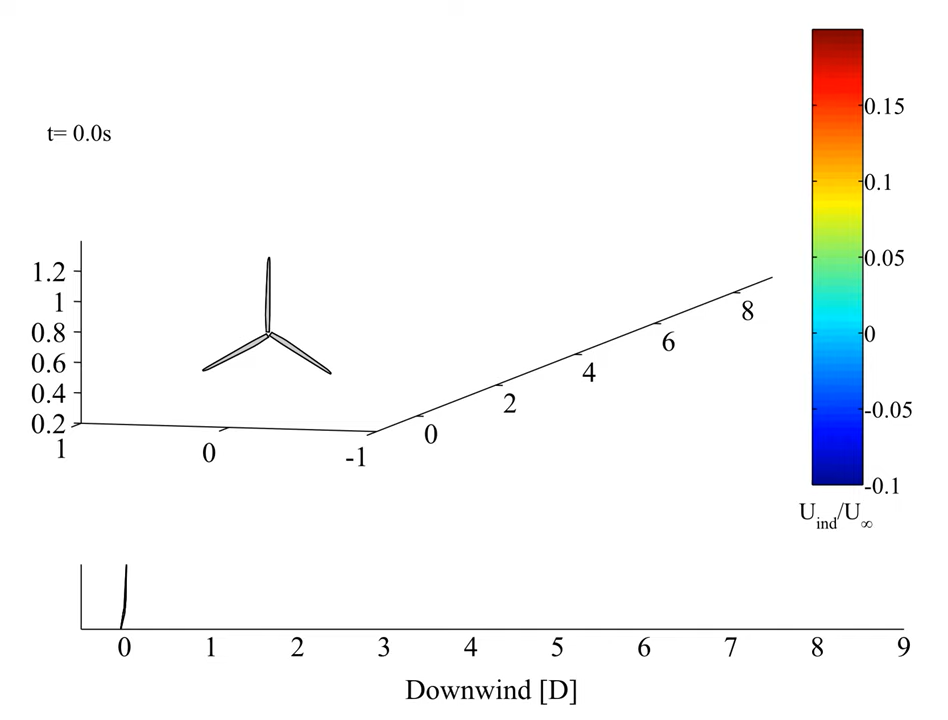 t= 0.0s
0.15
0.1
0.05
0
-0.05
-0.1
U_ind/U_∞
1.2
1
0.8
0.6
0.4
0.2
1 0 -1
0 2 4 6 8
0 1 2 3 4 5 6 7 8 9
Downwind [D]